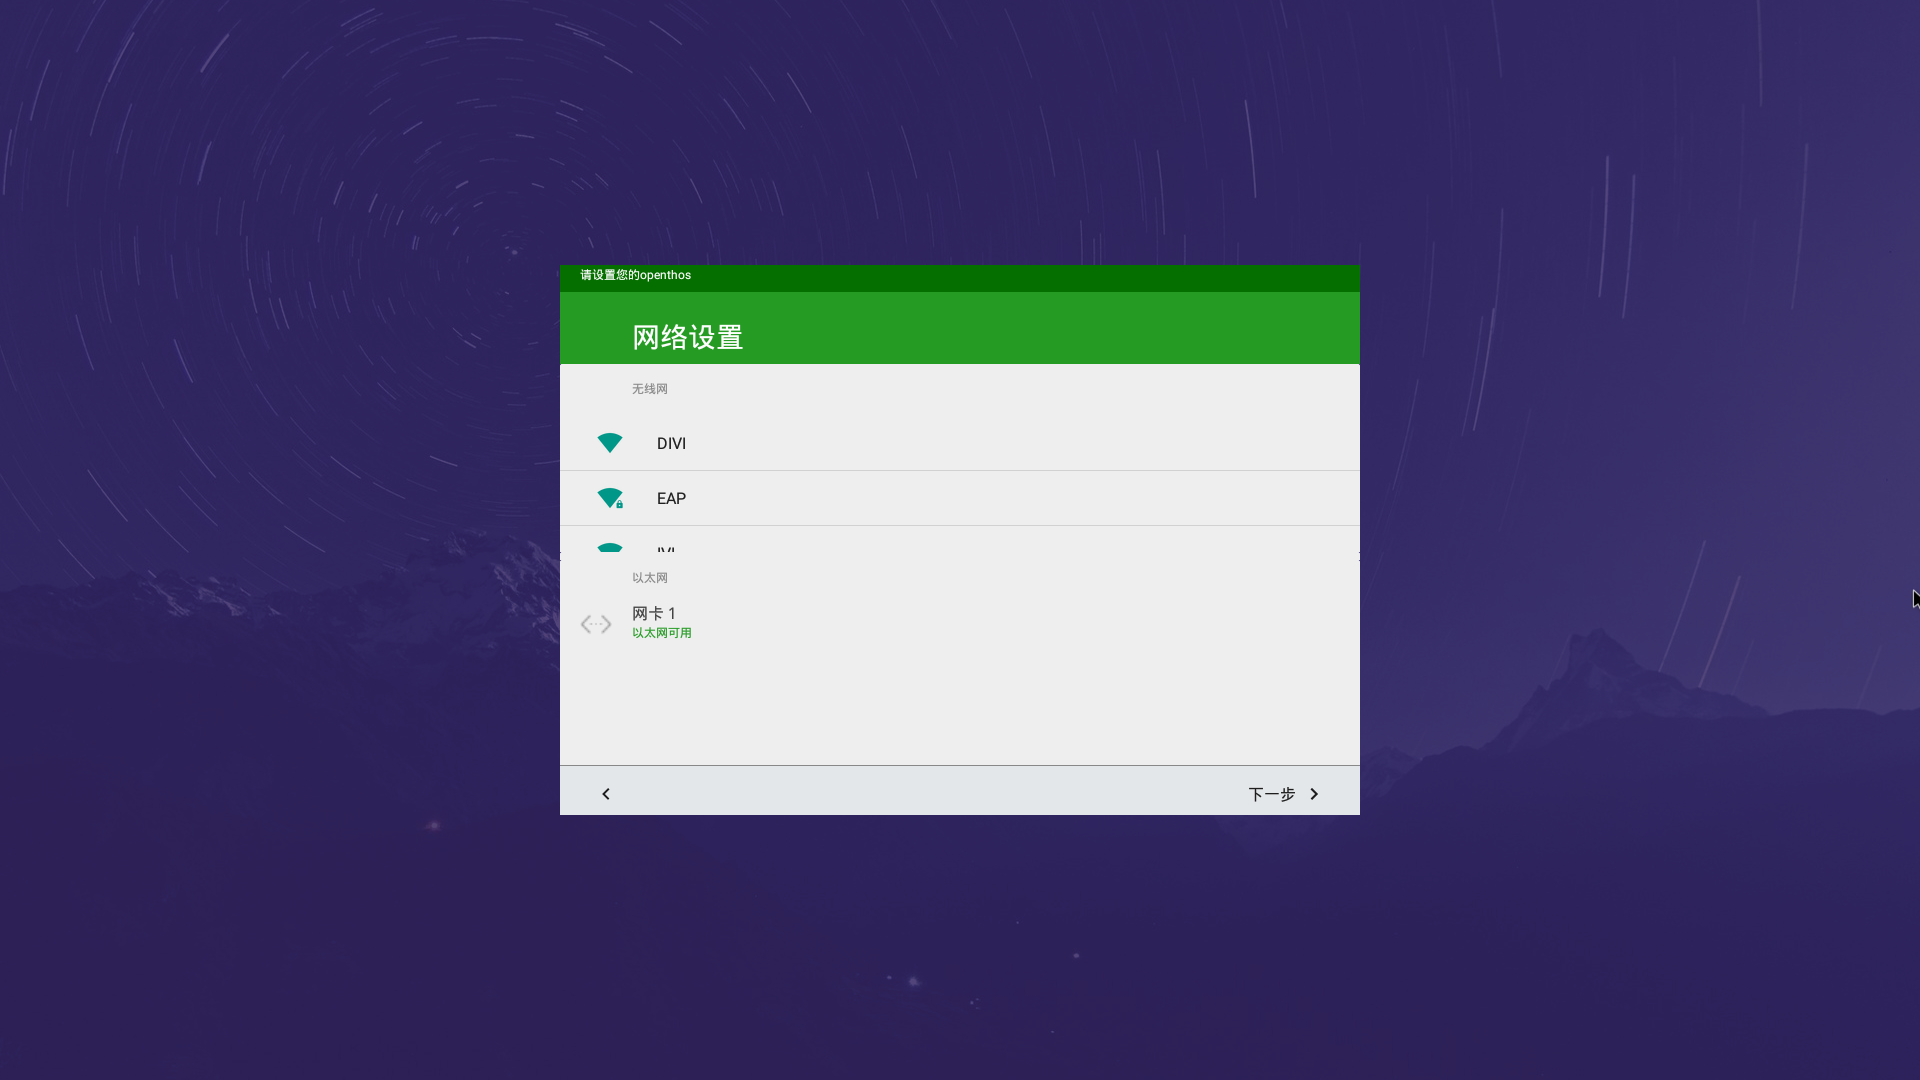 请设置您的openthos
网络设置
无线网
DIVI
EAP
以太网
网卡 1
以太网可用
下一步